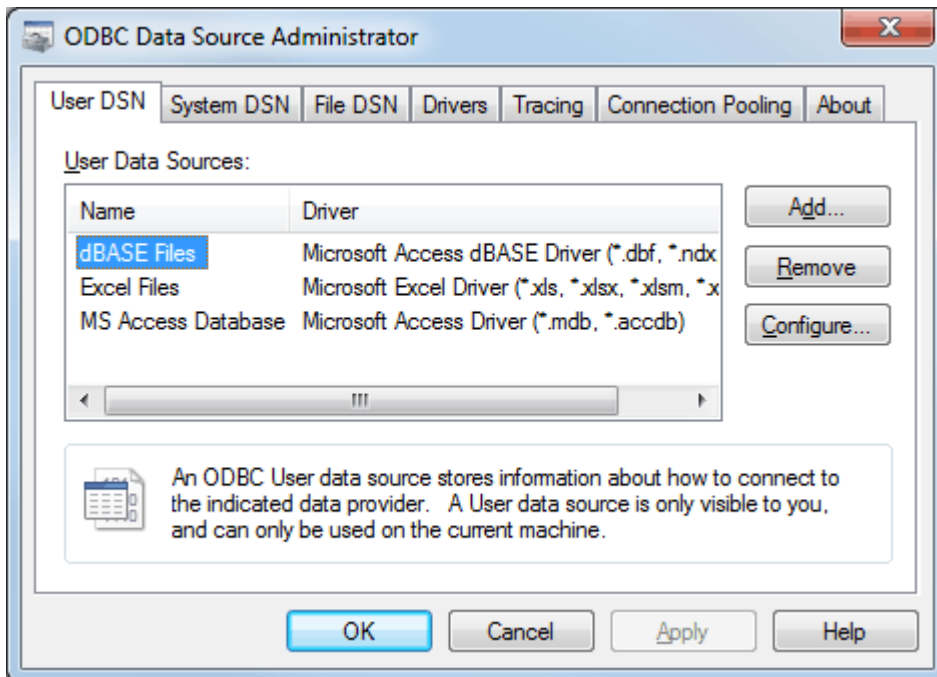 ODBC Data Source Administrator
User DSN System DSN File DSN Drivers Tracing Connection Pooling About
User Data Sources:
Name Driver
dBASE Files Microsoft Access dBASE Driver (*.dbf, *.ndx
Excel Files Microsoft Excel Driver (*.xls, *.xlsx, *.xlsm, *.x
MS Access Database Microsoft Access Driver (*.mdb, *.accdb)
Add...
Remove
Configure...
An ODBC User data source stores information about how to connect to
the indicated data provider. A User data source is only visible to you,
and can only be used on the current machine.
OK Cancel Apply Help